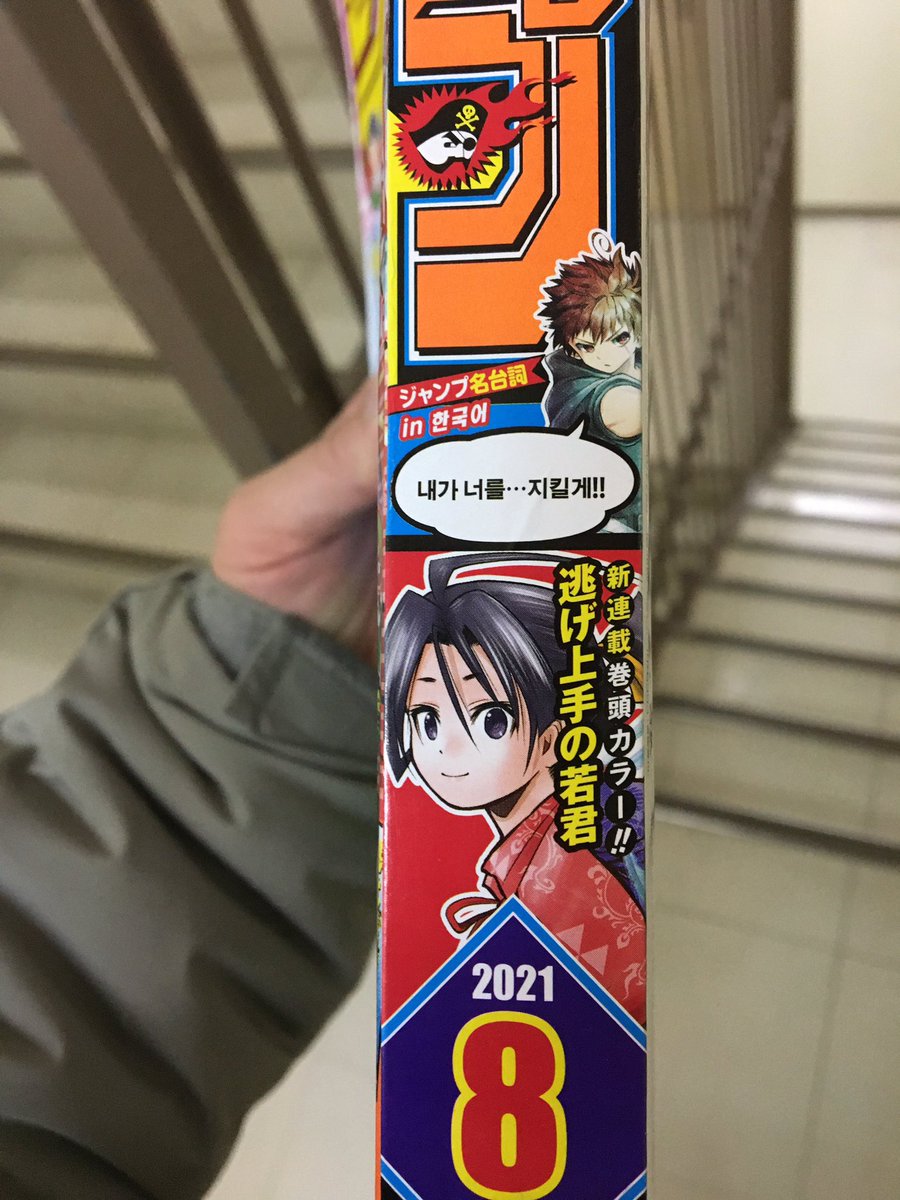 プ
ジャンプ名台詞
in 한국어
내가 너를…지킬게!!
新連載巻頭カラー!!
逃げ上手の若君
2021
8